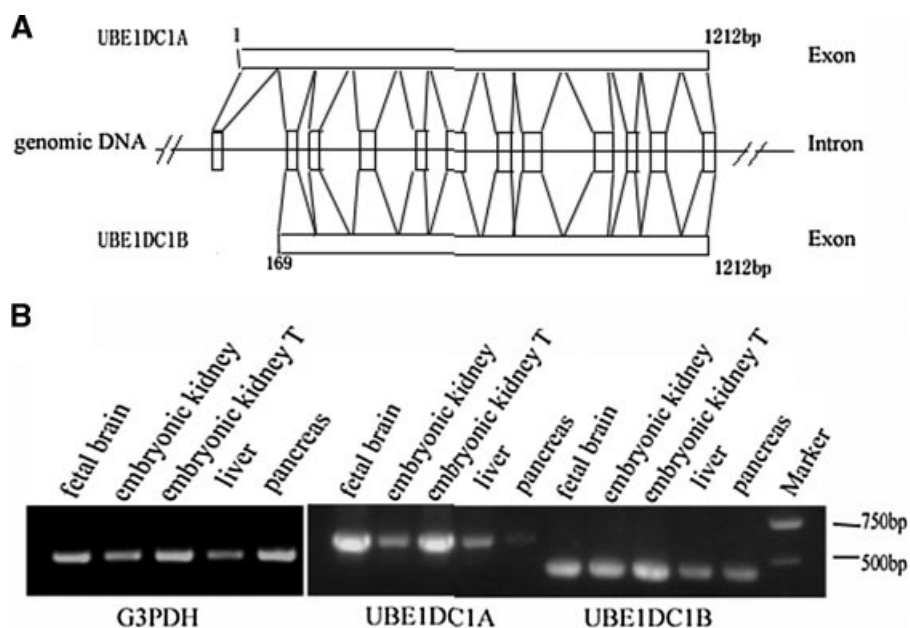 A
UBE1DC1A
1
1212bp
Exon
genomic DNA
Intron
UBE1DC1B
169
1212bp
Exon
B
fetal brain
embryonic kidney
embryonic kidney T
liver
pancreas
fetal brain
embryonic kidney
embryonic kidney T
liver
pancreas
fetal brain
embryonic kidney
embryonic kidney T
liver
pancreas
Marker
750bp
500bp
G3PDH
UBE1DC1A
UBE1DC1B